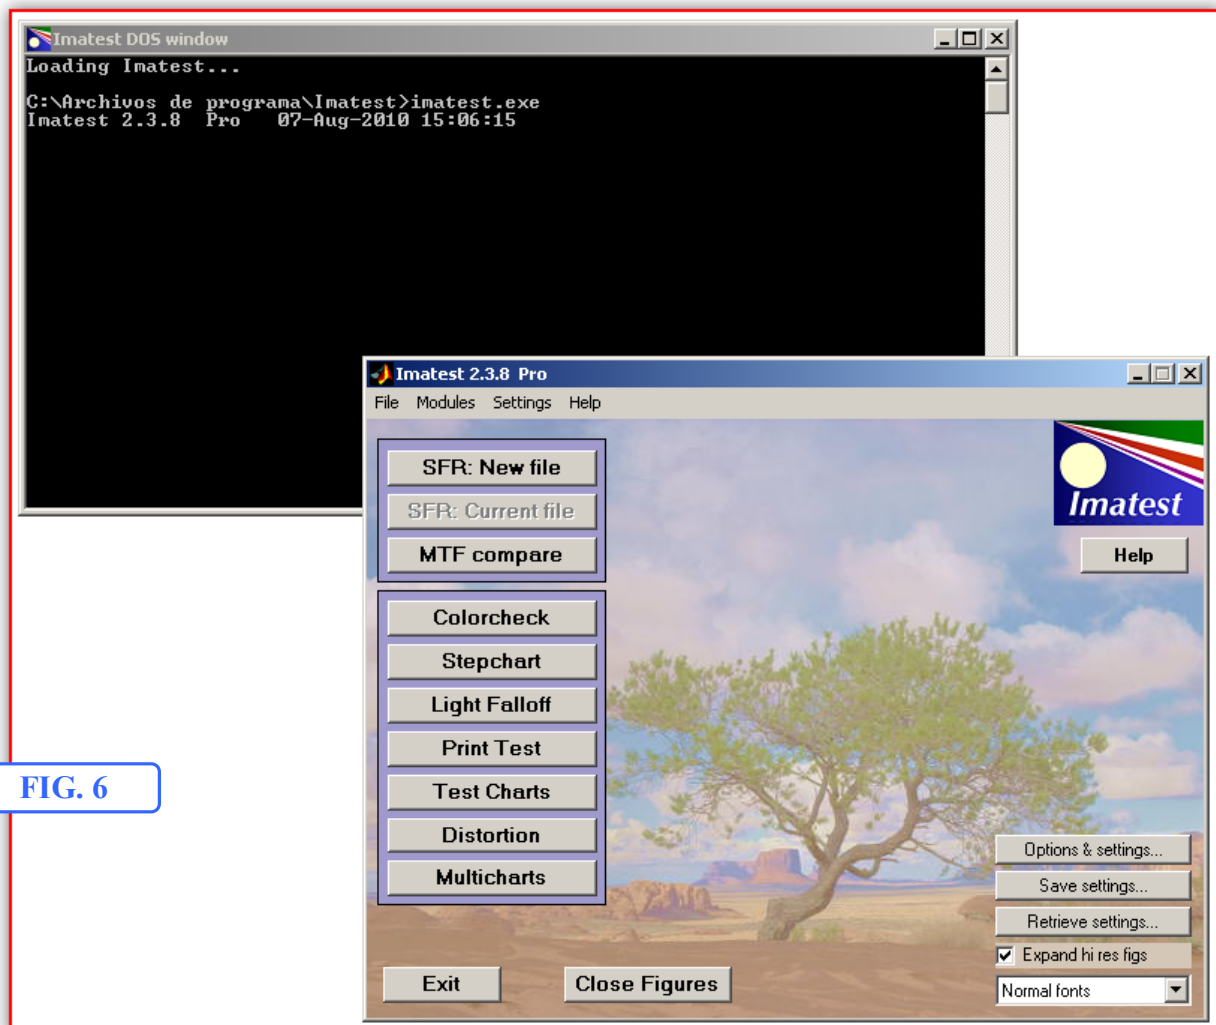 Imatest DOS window
Loading Imatest...
C:\Archivos de programa\Imatest>imatest.exe
Imatest 2.3.8  Pro   07-Aug-2010 15:06:15
Imatest 2.3.8  Pro
File Modules Settings Help
SFR: New file
SFR: Current file
MTF compare
Imatest
Help
Colorcheck
Stepchart
Light Falloff
Print Test
Test Charts
Distortion
Multicharts
FIG. 6
Options & settings...
Save settings...
Retrieve settings...
Expand hi res figs
Normal fonts
Exit
Close Figures